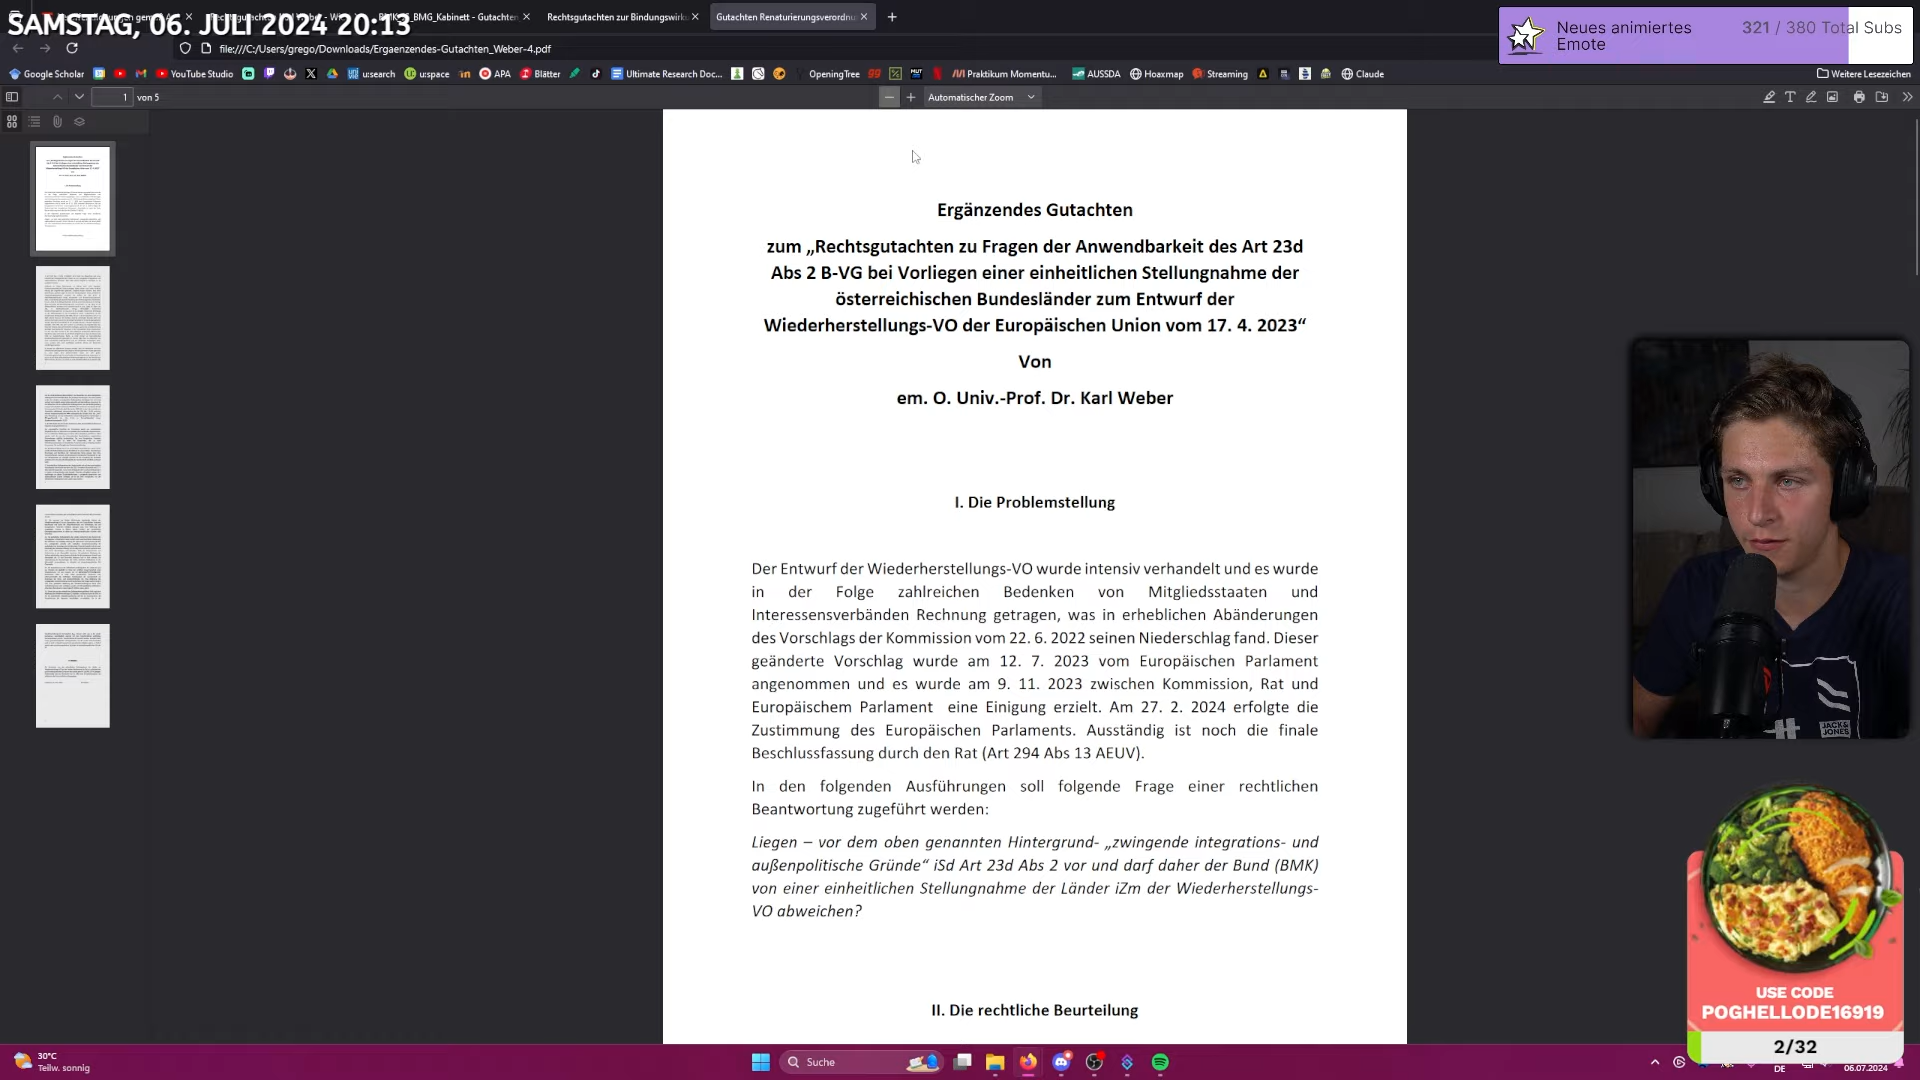 SAMSTAG, 06. JULI 2024 20:13
BMG_Kabinett - Gutachten
Rechtsgutachten zur Bindungswirku
Gutachten Renaturierungsverordnu
file:///C:/Users/grego/Downloads/Ergaenzendes-Gutachten_Weber-4.pdf
Neues animiertes
Emote
321 / 380 Total Subs
Google Scholar
YouTube Studio
u:search
u:space
APA
Blätter
Ultimate Research Doc...
OpeningTree
Praktikum Momentu...
AUSSDA
Hoaxmap
Streaming
Claude
Weitere Lesezeichen
1 von 5
Automatischer Zoom
Ergänzendes Gutachten
zum „Rechtsgutachten zu Fragen der Anwendbarkeit des Art 23d
Abs 2 B-VG bei Vorliegen einer einheitlichen Stellungnahme der
österreichischen Bundesländer zum Entwurf der
Wiederherstellungs-VO der Europäischen Union vom 17. 4. 2023“
Von
em. O. Univ.-Prof. Dr. Karl Weber
I. Die Problemstellung
Der Entwurf der Wiederherstellungs-VO wurde intensiv verhandelt und es wurde
in der Folge zahlreichen Bedenken von Mitgliedsstaaten und
Interessensverbänden Rechnung getragen, was in erheblichen Abänderungen
des Vorschlags der Kommission vom 22. 6. 2022 seinen Niederschlag fand. Dieser
geänderte Vorschlag wurde am 12. 7. 2023 vom Europäischen Parlament
angenommen und es wurde am 9. 11. 2023 zwischen Kommission, Rat und
Europäischem Parlament eine Einigung erzielt. Am 27. 2. 2024 erfolgte die
Zustimmung des Europäischen Parlaments. Ausständig ist noch die finale
Beschlussfassung durch den Rat (Art 294 Abs 13 AEUV).
In den folgenden Ausführungen soll folgende Frage einer rechtlichen
Beantwortung zugeführt werden:
Liegen – vor dem oben genannten Hintergrund- „zwingende integrations- und
außenpolitische Gründe“ iSd Art 23d Abs 2 vor und darf daher der Bund (BMK)
von einer einheitlichen Stellungnahme der Länder iZm der Wiederherstellungs-
VO abweichen?
II. Die rechtliche Beurteilung
JACK&
JONES
USE CODE
POGHELLODE16919
2/32
30°C
Teilw. sonnig
Suche
DE
06.07.2024